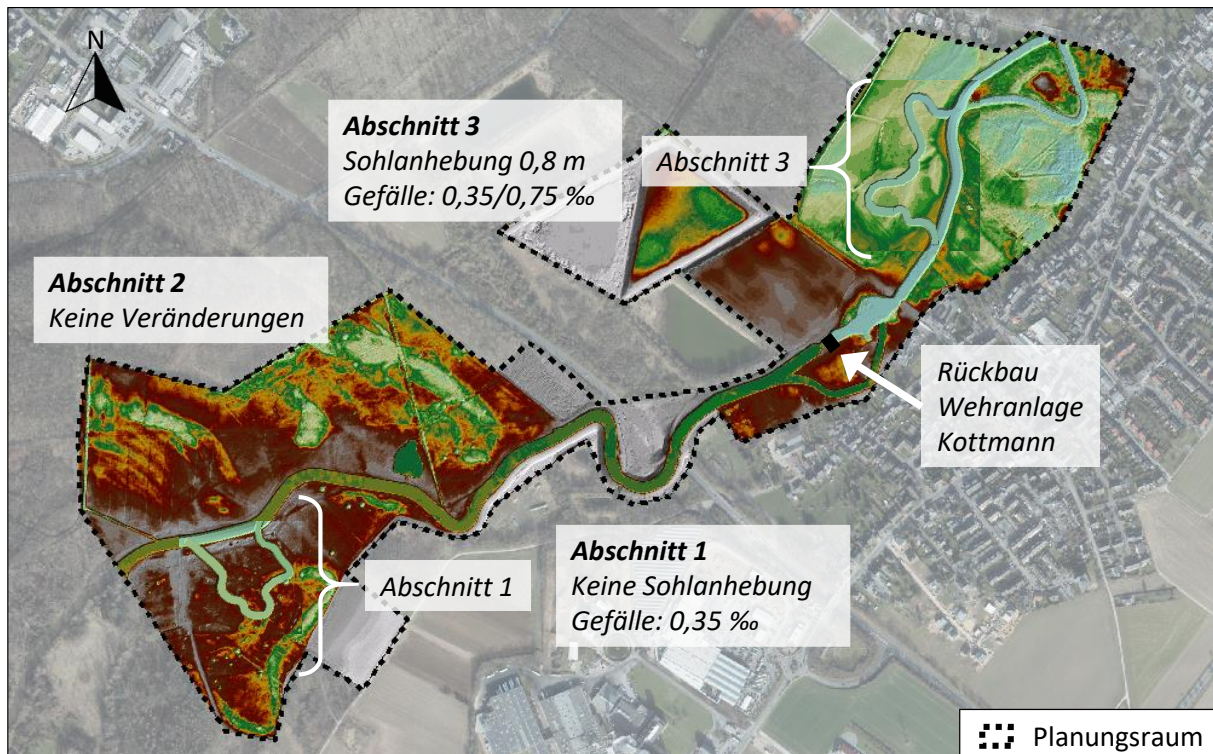 N
Abschnitt 3
Sohlanhebung 0,8 m
Gefälle: 0,35/0,75 ‰
Abschnitt 3
Abschnitt 2
Keine Veränderungen
Rückbau
Wehranlage
Kottmann
Abschnitt 1
Abschnitt 1
Keine Sohlanhebung
Gefälle: 0,35 ‰
Planungsraum